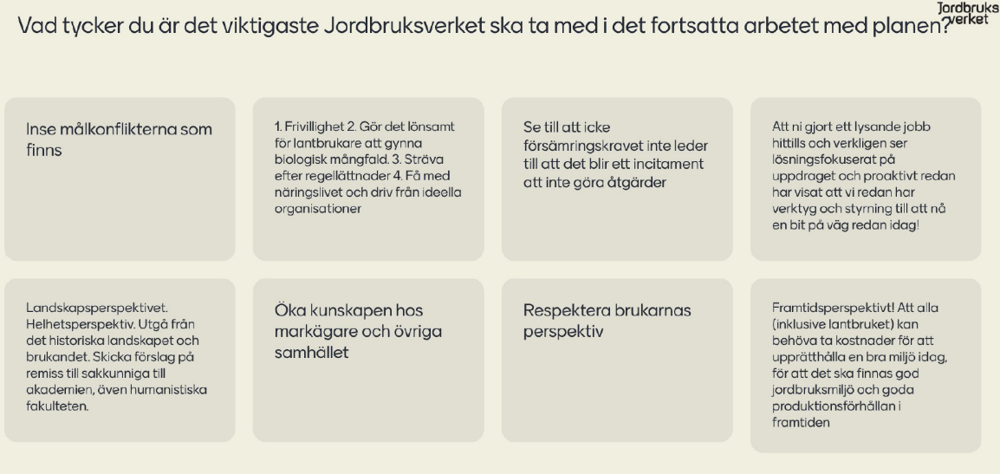 Jordbruks
verket
Vad tycker du är det viktigaste Jordbruksverket ska ta med i det fortsatta arbetet med planen?
Inse målkonflikterna som
finns
1. Frivillighet 2. Gör det lönsamt
för lantbrukare att gynna
biologisk mångfald. 3. Sträva
efter regellättnader 4. Få med
näringslivet och driv från ideella
organisationer
Se till att icke
försämringskravet inte leder
till att det blir ett incitament
att inte göra åtgärder
Att ni gjort ett lysande jobb
hittills och verkligen ser
lösningsfokuserat på
uppdraget och proaktivt redan
har visat att vi redan har
verktyg och styrning till att nå
en bit på väg redan idag!
Landskapsperspektivet.
Helhetsperspektiv. Utgå från
det historiska landskapet och
brukandet. Skicka förslag på
remiss till sakkunniga till
akademien, även humanistiska
fakulteten.
Öka kunskapen hos
markägare och övriga
samhället
Respektera brukarnas
perspektiv
Framtidsperspektivt! Att alla
(inklusive lantbruket) kan
behöva ta kostnader för att
upprätthålla en bra miljö idag,
för att det ska finnas god
jordbruksmiljö och goda
produktionsförhållan i
framtiden